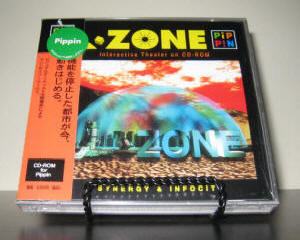 Pippin
ZONE
PiP
PiN
Interactive Theater on CD-ROM
機能を停止した都市が今、
動きはじめる。
ZONE
CD-ROM
for
Pippin
SYNERGY & INFOCIT